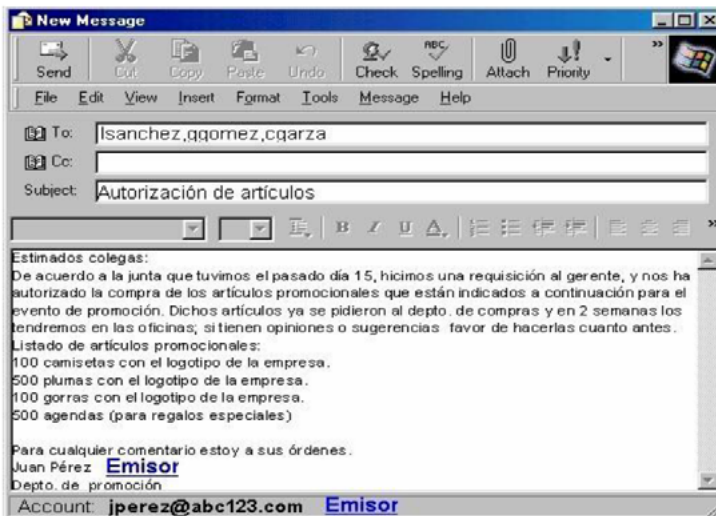 New Message
Send Cut Copy Paste Undo Check Spelling Attach Priority »
File Edit View Insert Format Tools Message Help
To: lsanchez,ggomez,cgarza
Cc:
Subject: Autorización de artículos
B I U A »
Estimados colegas:
De acuerdo a la junta que tuvimos el pasado día 15, hicimos una requisición al gerente, y nos ha
autorizado la compra de los artículos promocionales que están indicados a continuación para el
evento de promoción. Dichos artículos ya se pidieron al depto. de compras y en 2 semanas los
tendremos en las oficinas; si tienen opiniones o sugerencias favor de hacerlas cuanto antes.
Listado de artículos promocionales:
100 camisetas con el logotipo de la empresa.
500 plumas con el logotipo de la empresa.
100 gorras con el logotipo de la empresa.
500 agendas (para regalos especiales)
Para cualquier comentario estoy a sus órdenes.
Juan Pérez Emisor
Depto. de promoción
Account: jperez@abc123.com Emisor